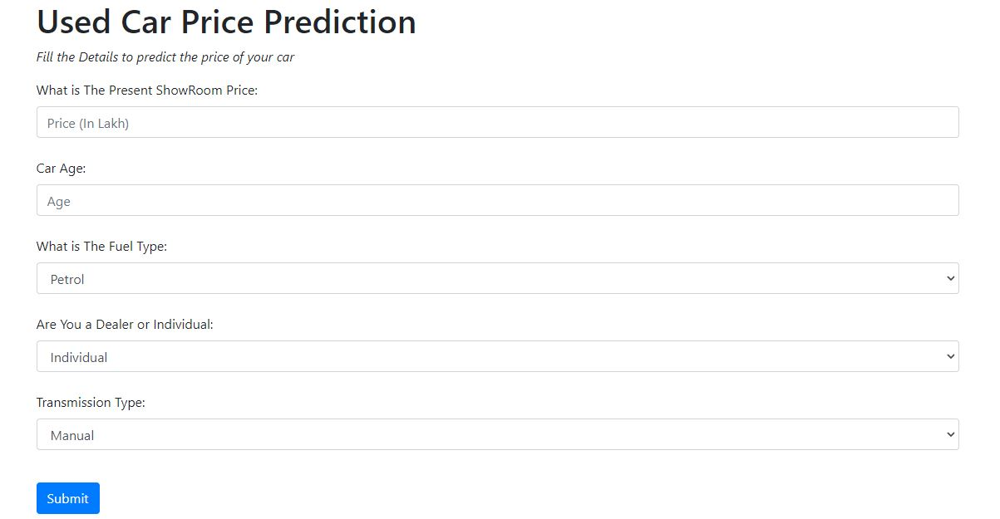 Used Car Price Prediction
Fill the Details to predict the price of your car
What is The Present ShowRoom Price:
Price (In Lakh)
Car Age:
Age
What is The Fuel Type:
Petrol
Are You a Dealer or Individual:
Individual
Transmission Type:
Manual
Submit